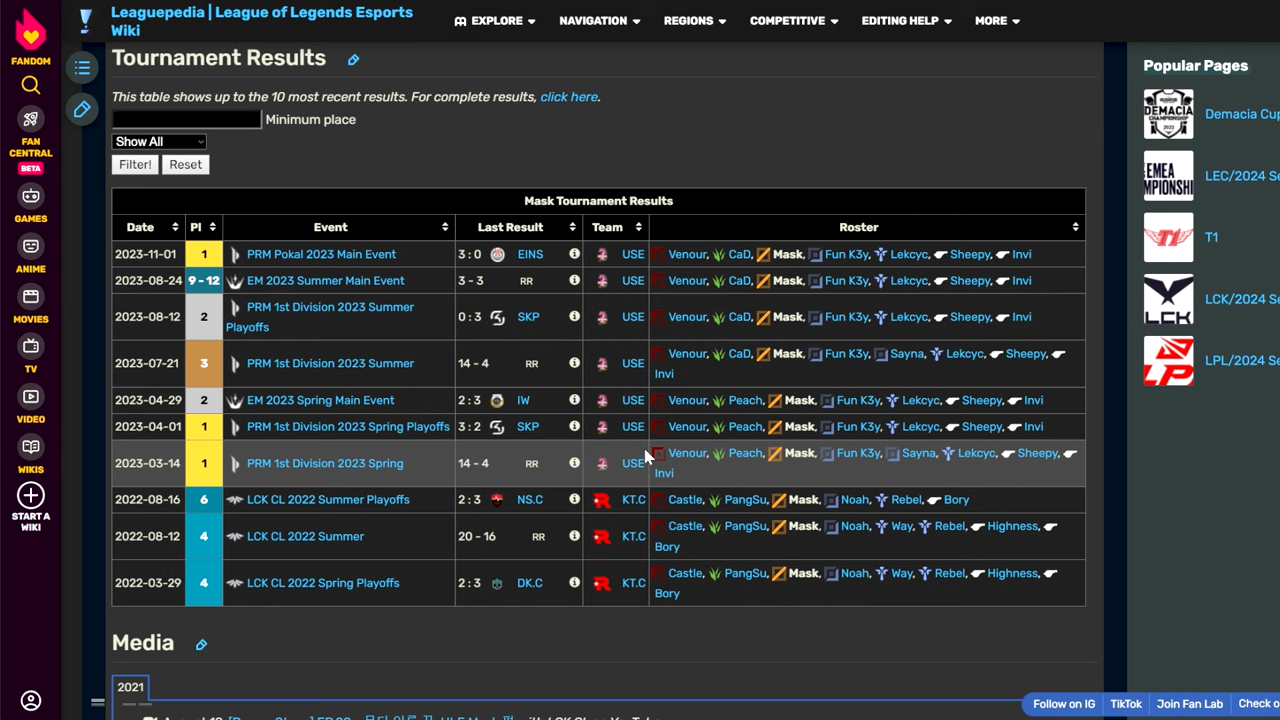 Leaguepedia | League of Legends Esports
Wiki
EXPLORE NAVIGATION REGIONS COMPETITIVE EDITING HELP MORE
FANDOM
FAN
CENTRAL
BETA
GAMES
ANIME
MOVIES
TV
VIDEO
WIKIS
START A
WIKI
Tournament Results
This table shows up to the 10 most recent results. For complete results, click here.
Minimum place
Show All
Filter! Reset
Mask Tournament Results
Date Pl Event Last Result Team Roster
2023-11-01 1 PRM Pokal 2023 Main Event 3 : 0 EINS USE Venour, CaD, Mask, Fun K3y, Lekcyc, Sheepy, Invi
2023-08-24 9 - 12 EM 2023 Summer Main Event 3 - 3 RR USE Venour, CaD, Mask, Fun K3y, Lekcyc, Sheepy, Invi
2023-08-12 2 PRM 1st Division 2023 Summer
Playoffs 0 : 3 SKP USE Venour, CaD, Mask, Fun K3y, Lekcyc, Sheepy, Invi
2023-07-21 3 PRM 1st Division 2023 Summer 14 - 4 RR USE Venour, CaD, Mask, Fun K3y, Sayna, Lekcyc, Sheepy,
Invi
2023-04-29 2 EM 2023 Spring Main Event 2 : 3 IW USE Venour, Peach, Mask, Fun K3y, Lekcyc, Sheepy, Invi
2023-04-01 1 PRM 1st Division 2023 Spring Playoffs 3 : 2 SKP USE Venour, Peach, Mask, Fun K3y, Lekcyc, Sheepy, Invi
2023-03-14 1 PRM 1st Division 2023 Spring 14 - 4 RR USE Venour, Peach, Mask, Fun K3y, Sayna, Lekcyc, Sheepy,
Invi
2022-08-16 6 LCK CL 2022 Summer Playoffs 2 : 3 NS.C KT.C Castle, PangSu, Mask, Noah, Rebel, Bory
2022-08-12 4 LCK CL 2022 Summer 20 - 16 RR KT.C Castle, PangSu, Mask, Noah, Way, Rebel, Highness,
Bory
2022-03-29 4 LCK CL 2022 Spring Playoffs 2 : 3 DK.C KT.C Castle, PangSu, Mask, Noah, Way, Rebel, Highness,
Bory
Media
2021
Popular Pages
DEMACIA
Demacia Cup
LEC/2024 Se
T1
LCK
LCK/2024 Se
LPL/2024 Se
Follow on IG TikTok Join Fan Lab Check o